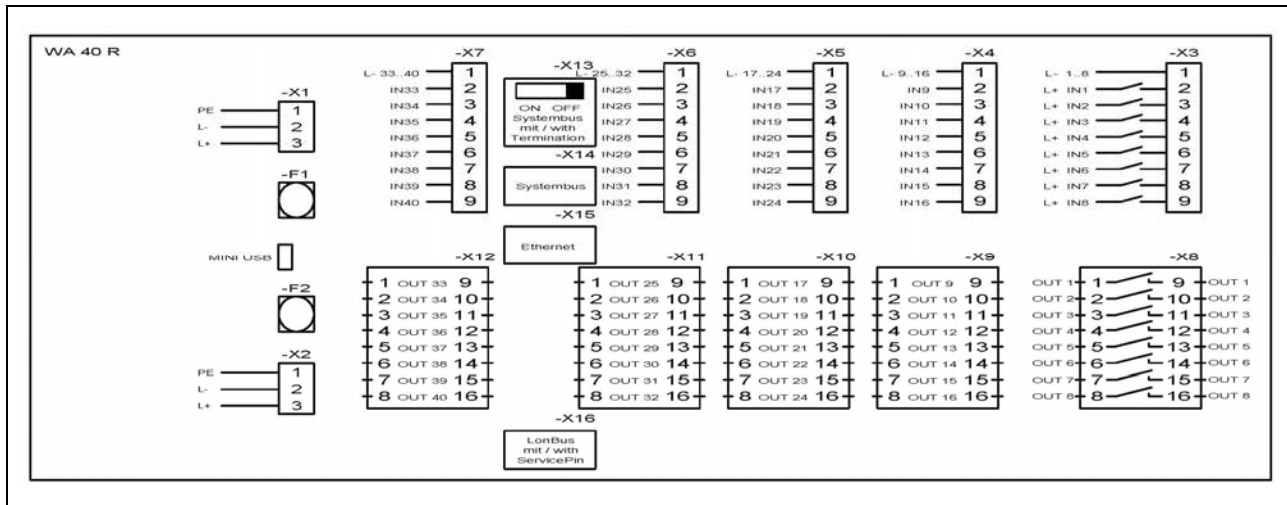 WA 40 R
-X1
PE 1
L- 2
L+ 3
-F1
MINI USB
-F2
-X2
PE 1
L- 2
L+ 3
-X7
L- 33..40 1
IN33 2
IN34 3
IN35 4
IN36 5
IN37 6
IN38 7
IN39 8
IN40 9
-X13
ON OFF
Systembus
mit / with
Termination
-X14
Systembus
-X15
Ethernet
-X6
L- 25..32 1
IN25 2
IN26 3
IN27 4
IN28 5
IN29 6
IN30 7
IN31 8
IN32 9
-X5
L- 17..24 1
IN17 2
IN18 3
IN19 4
IN20 5
IN21 6
IN22 7
IN23 8
IN24 9
-X4
L- 9..16 1
IN9 2
IN10 3
IN11 4
IN12 5
IN13 6
IN14 7
IN15 8
IN16 9
-X3
L- 1..8 1
L+ IN1 2
L+ IN2 3
L+ IN3 4
L+ IN4 5
L+ IN5 6
L+ IN6 7
L+ IN7 8
L+ IN8 9
-X12
1 OUT 33 9
2 OUT 34 10
3 OUT 35 11
4 OUT 36 12
5 OUT 37 13
6 OUT 38 14
7 OUT 39 15
8 OUT 40 16
-X11
1 OUT 25 9
2 OUT 26 10
3 OUT 27 11
4 OUT 28 12
5 OUT 29 13
6 OUT 30 14
7 OUT 31 15
8 OUT 32 16
-X10
1 OUT 17 9
2 OUT 18 10
3 OUT 19 11
4 OUT 20 12
5 OUT 21 13
6 OUT 22 14
7 OUT 23 15
8 OUT 24 16
-X9
1 OUT 9 9
2 OUT 10 10
3 OUT 11 11
4 OUT 12 12
5 OUT 13 13
6 OUT 14 14
7 OUT 15 15
8 OUT 16 16
-X8
OUT 1 1 9 OUT 1
OUT 2 2 10 OUT 2
OUT 3 3 11 OUT 3
OUT 4 4 12 OUT 4
OUT 5 5 13 OUT 5
OUT 6 6 14 OUT 6
OUT 7 7 15 OUT 7
OUT 8 8 16 OUT 8
-X16
LonBus
mit / with
ServicePin